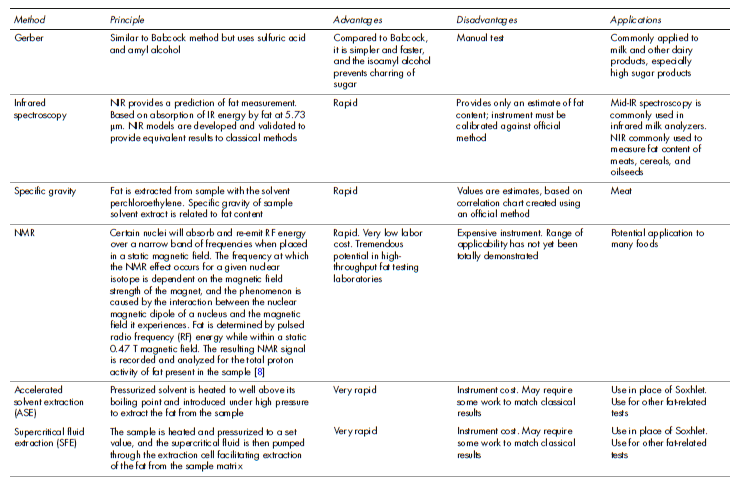 Method Principle Advantages Disadvantages Applications
Gerber
Similar to Babcock method but uses sulfuric acid
and amyl alcohol
Compared to Babcock,
it is simpler and faster,
and the isoamyl alcohol
prevents charring of
sugar
Manual test
Commonly applied to
milk and other dairy
products, especially
high sugar products
Infrared
spectroscopy
NIR provides a prediction of fat measurement.
Based on absorption of IR energy by fat at 5.73
μm. NIR models are developed and validated to
provide equivalent results to classical methods
Rapid
Provides only an estimate of fat
content; instrument must be
calibrated against official
method
Mid-IR spectroscopy is
commonly used in
infrared milk analyzers.
NIR commonly used to
measure fat content of
meats, cereals, and
oilseeds
Specific gravity
Fat is extracted from sample with the solvent
perchloroethylene. Specific gravity of sample
solvent extract is related to fat content
Rapid
Values are estimates, based on
correlation chart created using
an official method
Meat
NMR
Certain nuclei will absorb and re-emit RF energy
over a narrow band of frequencies when placed
in a static magnetic field. The frequency at which
the NMR effect occurs for a given nuclear
isotope is dependent on the magnetic field
strength of the magnet, and the phenomenon is
caused by the interaction between the nuclear
magnetic dipole of a nucleus and the magnetic
field it experiences. Fat is determined by pulsed
radio frequency (RF) energy while within a static
0.47 T magnetic field. The resulting NMR signal
is recorded and analyzed for the total proton
activity of fat present in the sample [8]
Rapid. Very low labor
cost. Tremendous
potential in high-
throughput fat testing
laboratories
Expensive instrument. Range of
applicability has not yet been
totally demonstrated
Potential application to
many foods
Accelerated
solvent extraction
(ASE)
Pressurized solvent is heated to well above its
boiling point and introduced under high pressure
to extract the fat from the sample
Very rapid
Instrument cost. May require
some work to match classical
results
Use in place of Soxhlet.
Use for other fat-related
tests
Supercritical fluid
extraction (SFE)
The sample is heated and pressurized to a set
value, and the supercritical fluid is then pumped
through the extraction cell facilitating extraction
of the fat from the sample matrix
Very rapid
Instrument cost. May require
some work to match classical
results
Use in place of Soxhlet.
Use for other fat-related
tests